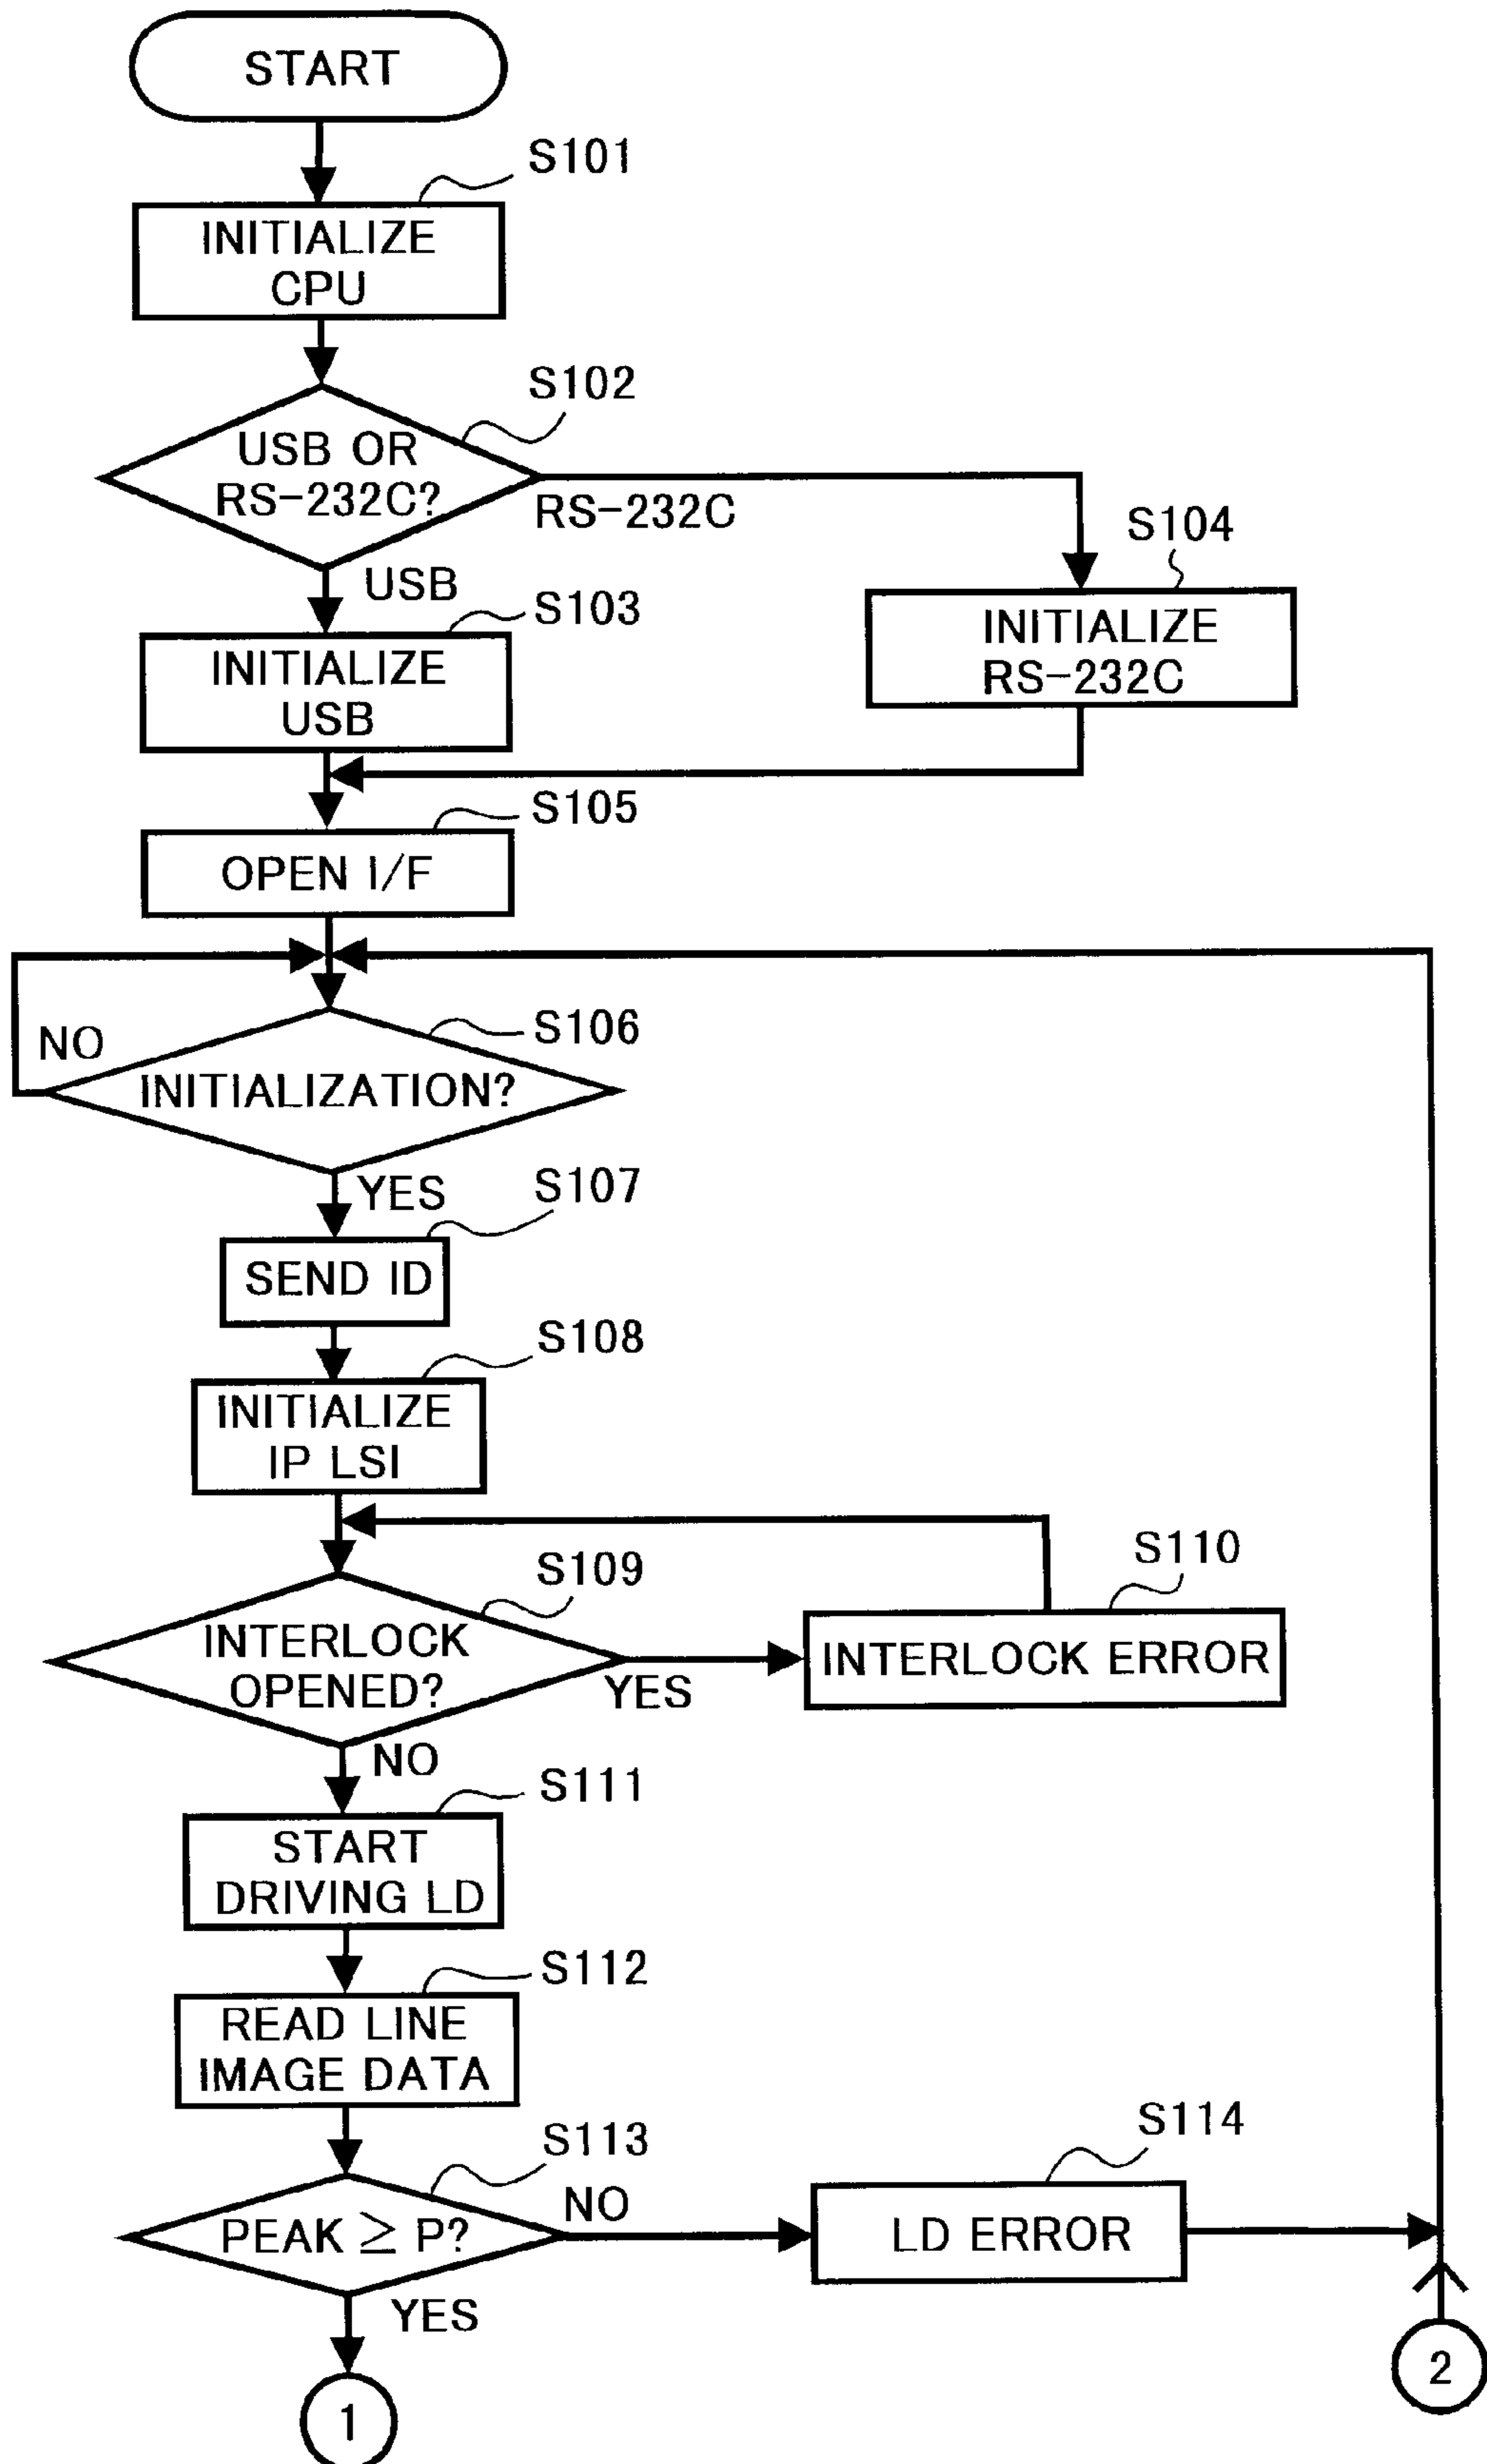 START
S101
INITIALIZE
CPU
S102
USB OR
RS-232C?
RS-232C
S104
USB
S103
INITIALIZE
RS-232C
INITIALIZE
USB
S105
OPEN I/F
S106
NO
INITIALIZATION?
YES
S107
SEND ID
S108
INITIALIZE
IP LSI
S109
S110
INTERLOCK
OPENED?
INTERLOCK ERROR
YES
NO
S111
START
DRIVING LD
S112
READ LINE
IMAGE DATA
S113
S114
NO
PEAK ≥ P?
LD ERROR
YES
2
1